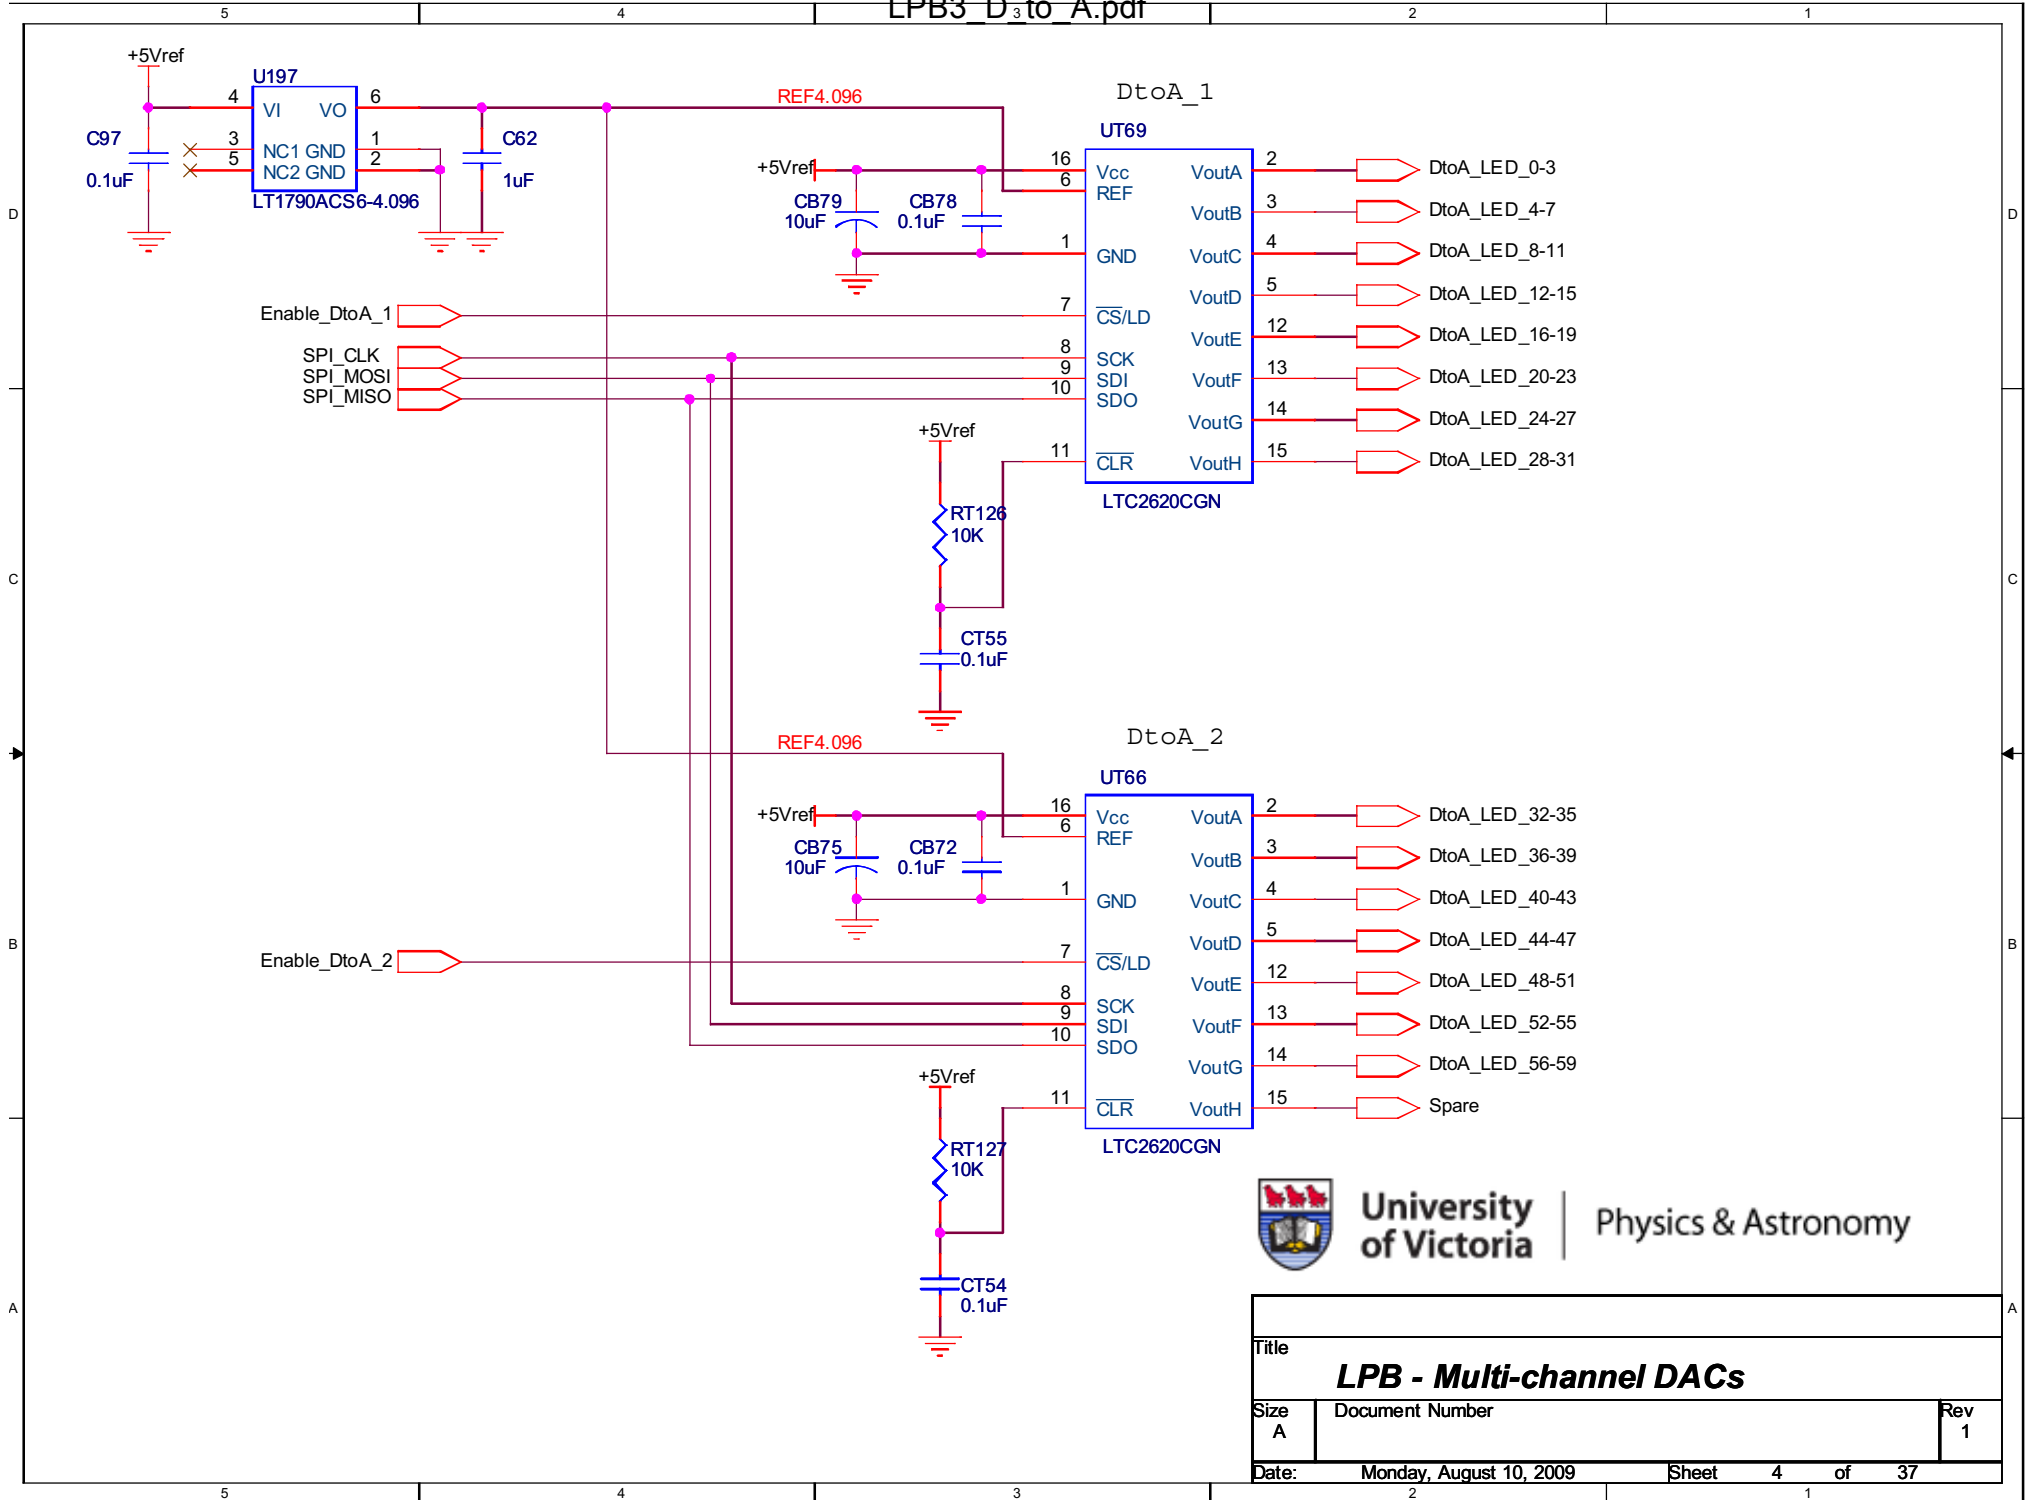 LPB3_D_to_A.pdf
5 4 3 2 1
+5Vref
U197
4 VI VO 6
3 NC1 GND 1
5 NC2 GND 2
LT1790ACS6-4.096
C97
0.1uF
C62
1uF
REF4.096
DtoA_1
UT69
+5Vref
CB79
10uF
CB78
0.1uF
16 Vcc VoutA 2 DtoA_LED_0-3
6 REF
VoutB 3 DtoA_LED_4-7
1 GND VoutC 4 DtoA_LED_8-11
VoutD 5 DtoA_LED_12-15
Enable_DtoA_1 7 CS/LD
VoutE 12 DtoA_LED_16-19
SPI_CLK 8 SCK
SPI_MOSI 9 SDI VoutF 13 DtoA_LED_20-23
SPI_MISO 10 SDO
VoutG 14 DtoA_LED_24-27
11 CLR VoutH 15 DtoA_LED_28-31
LTC2620CGN
+5Vref
RT126
10K
CT55
0.1uF
REF4.096
DtoA_2
UT66
+5Vref
CB75
10uF
CB72
0.1uF
16 Vcc VoutA 2 DtoA_LED_32-35
6 REF
VoutB 3 DtoA_LED_36-39
1 GND VoutC 4 DtoA_LED_40-43
VoutD 5 DtoA_LED_44-47
Enable_DtoA_2 7 CS/LD
VoutE 12 DtoA_LED_48-51
8 SCK
9 SDI VoutF 13 DtoA_LED_52-55
10 SDO
VoutG 14 DtoA_LED_56-59
11 CLR VoutH 15 Spare
LTC2620CGN
+5Vref
RT127
10K
CT54
0.1uF
D D
C C
B B
A A
University
of Victoria
Physics & Astronomy
Title
LPB - Multi-channel DACs
Size Document Number Rev
A 1
Date: Monday, August 10, 2009 Sheet 4 of 37
5 4 3 2 1